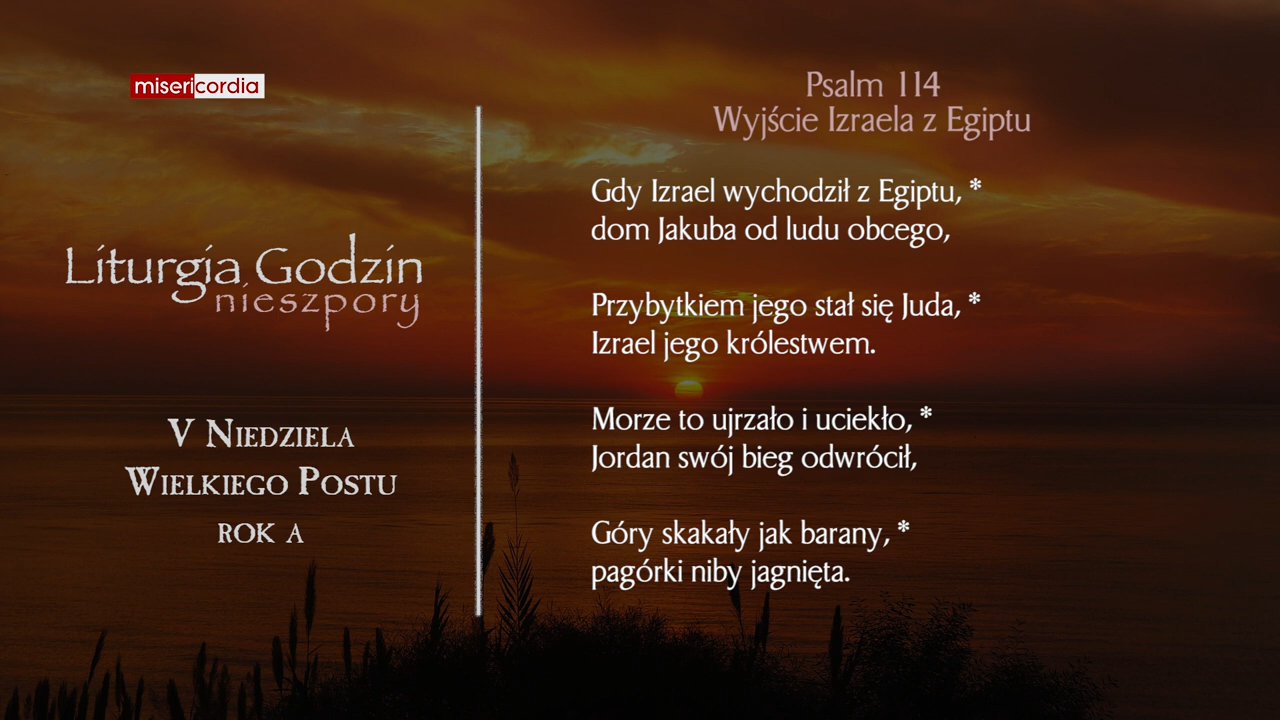 misericordia
Liturgia Godzin
nieszpory
V Niedziela
Wielkiego Postu
rok a
Psalm 114
Wyjście Izraela z Egiptu
Gdy Izrael wychodził z Egiptu, *
dom Jakuba od ludu obcego,
Przybytkiem jego stał się Juda, *
Izrael jego królestwem.
Morze to ujrzało i uciekło, *
Jordan swój bieg odwrócił,
Góry skakały jak barany, *
pagórki niby jagnięta.